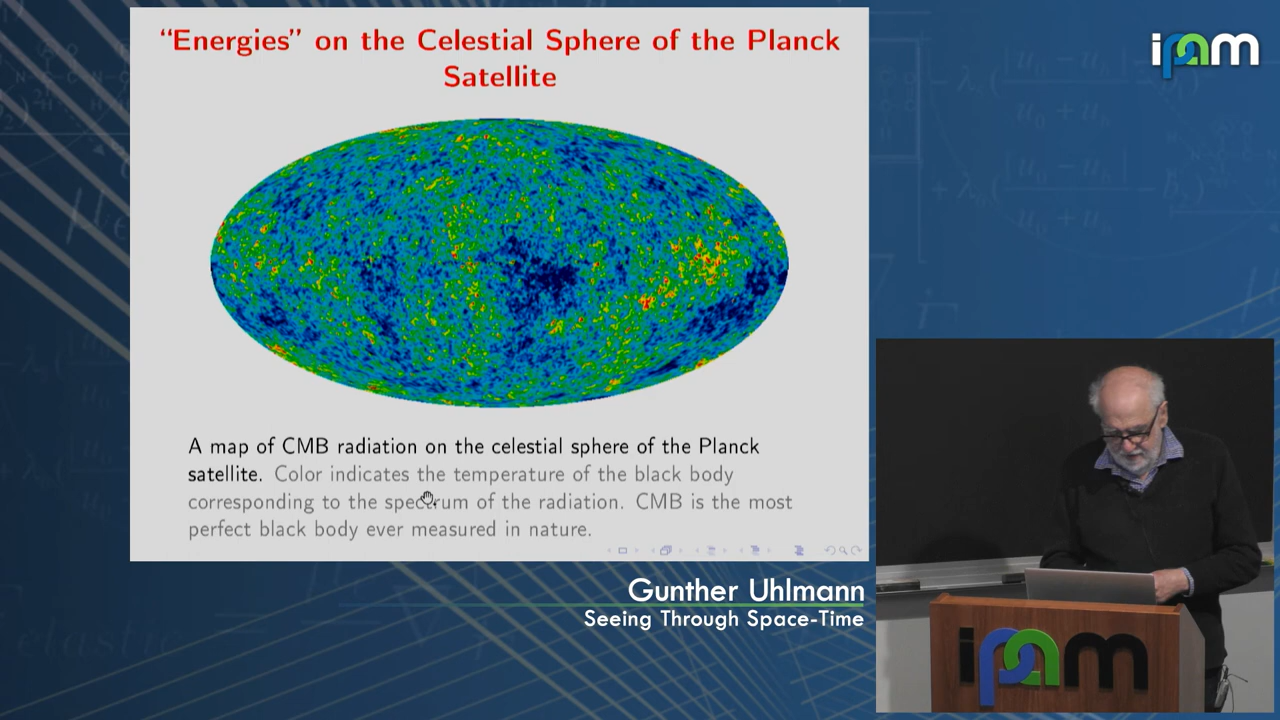 “Energies” on the Celestial Sphere of the Planck
Satellite
A map of CMB radiation on the celestial sphere of the Planck
satellite. Color indicates the temperature of the black body
corresponding to the spectrum of the radiation. CMB is the most
perfect black body ever measured in nature.
Gunther Uhlmann
Seeing Through Space-Time
ipam
ipam
elastic